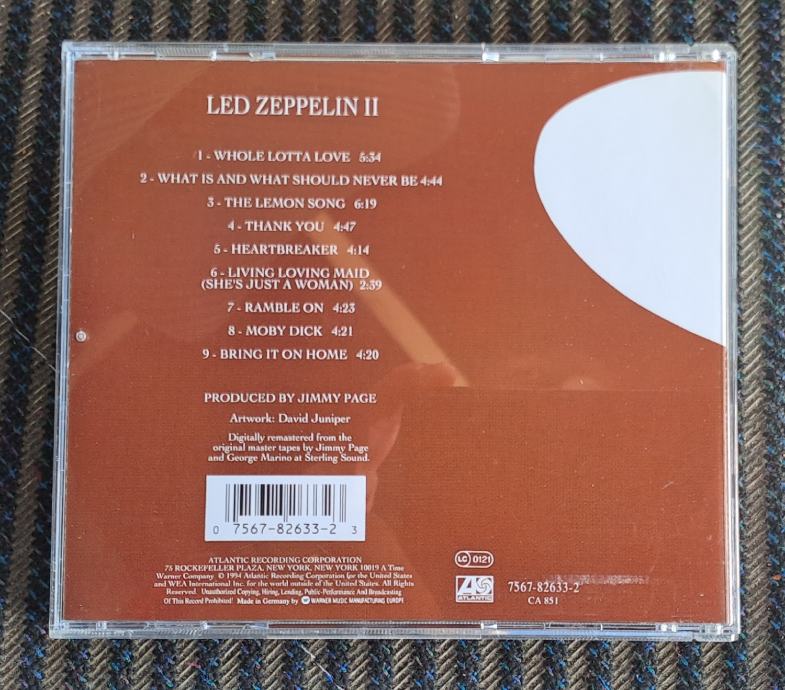 LED ZEPPELIN II
1 - WHOLE LOTTA LOVE 5:34
2 - WHAT IS AND WHAT SHOULD NEVER BE 4:44
3 - THE LEMON SONG 6:19
4 - THANK YOU 4:47
5 - HEARTBREAKER 4:14
6 - LIVING LOVING MAID
(SHE'S JUST A WOMAN) 2:39
7 - RAMBLE ON 4:23
8 - MOBY DICK 4:21
9 - BRING IT ON HOME 4:20
PRODUCED BY JIMMY PAGE
Artwork: David Juniper
Digitally remastered from the
original master tapes by Jimmy Page
and George Marino at Sterling Sound.
0 7567-82633-2 3
ATLANTIC RECORDING CORPORATION
75 ROCKEFELLER PLAZA, NEW YORK, NEW YORK 10019 A Time
Warner Company. © 1994 Atlantic Recording Corporation for the United States
and WEA International Inc. for the world outside of the United States. All Rights
Reserved. Unauthorized Copying, Hiring, Lending, Public-Performance And Broadcasting
Of This Record Prohibited! Made in Germany by WARNER MUSIC MANUFACTURING EUROPE
LC 0121
ATLANTIC
7567-82633-2
CA 851